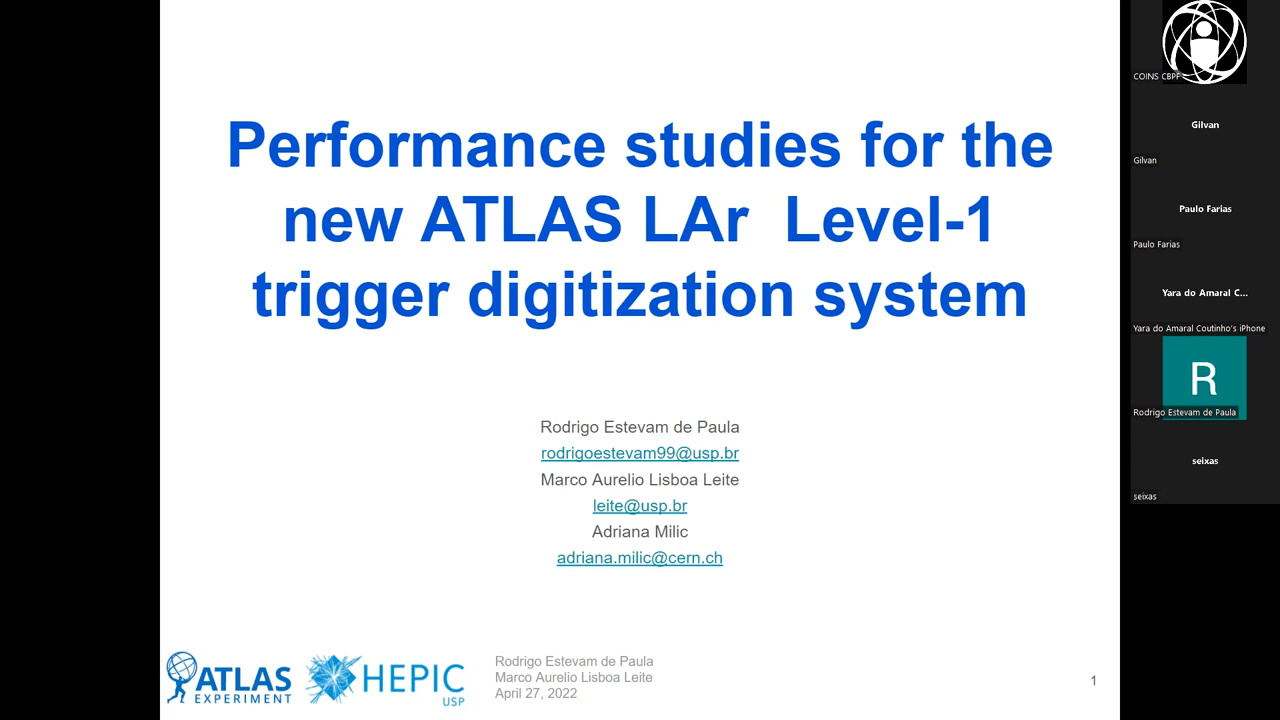 Performance studies for the
new ATLAS LAr Level-1
trigger digitization system
Rodrigo Estevam de Paula
rodrigoestevam99@usp.br
Marco Aurelio Lisboa Leite
leite@usp.br
Adriana Milic
adriana.milic@cern.ch
ATLAS
EXPERIMENT
HEPIC
USP
Rodrigo Estevam de Paula
Marco Aurelio Lisboa Leite
April 27, 2022
1
COINS CBPF
Gilvan
Gilvan
Paulo Farias
Paulo Farias
Yara do Amaral C...
Yara do Amaral Coutinho's iPhone
R
Rodrigo Estevam de Paula
seixas
seixas